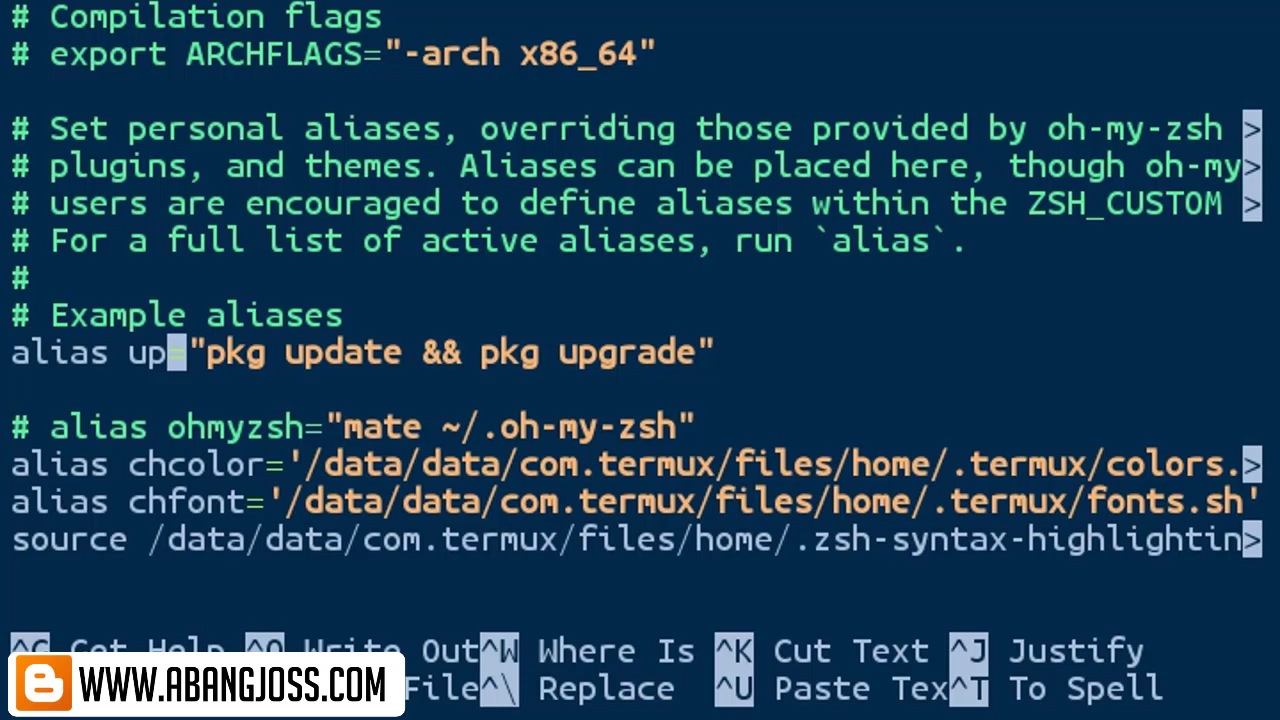 # Compilation flags
# export ARCHFLAGS="-arch x86_64"
# Set personal aliases, overriding those provided by oh-my-zsh >
# plugins, and themes. Aliases can be placed here, though oh-my>
# users are encouraged to define aliases within the ZSH_CUSTOM >
# For a full list of active aliases, run `alias`.
#
# Example aliases
alias up="pkg update && pkg upgrade"
# alias ohmyzsh="mate ~/.oh-my-zsh"
alias chcolor='/data/data/com.termux/files/home/.termux/colors.>
alias chfont='/data/data/com.termux/files/home/.termux/fonts.sh'
source /data/data/com.termux/files/home/.zsh-syntax-highlightin>
^G Get Help ^O Write Out^W Where Is ^K Cut Text ^J Justify
File^\ Replace ^U Paste Tex^T To Spell
WWW.ABANGJOSS.COM